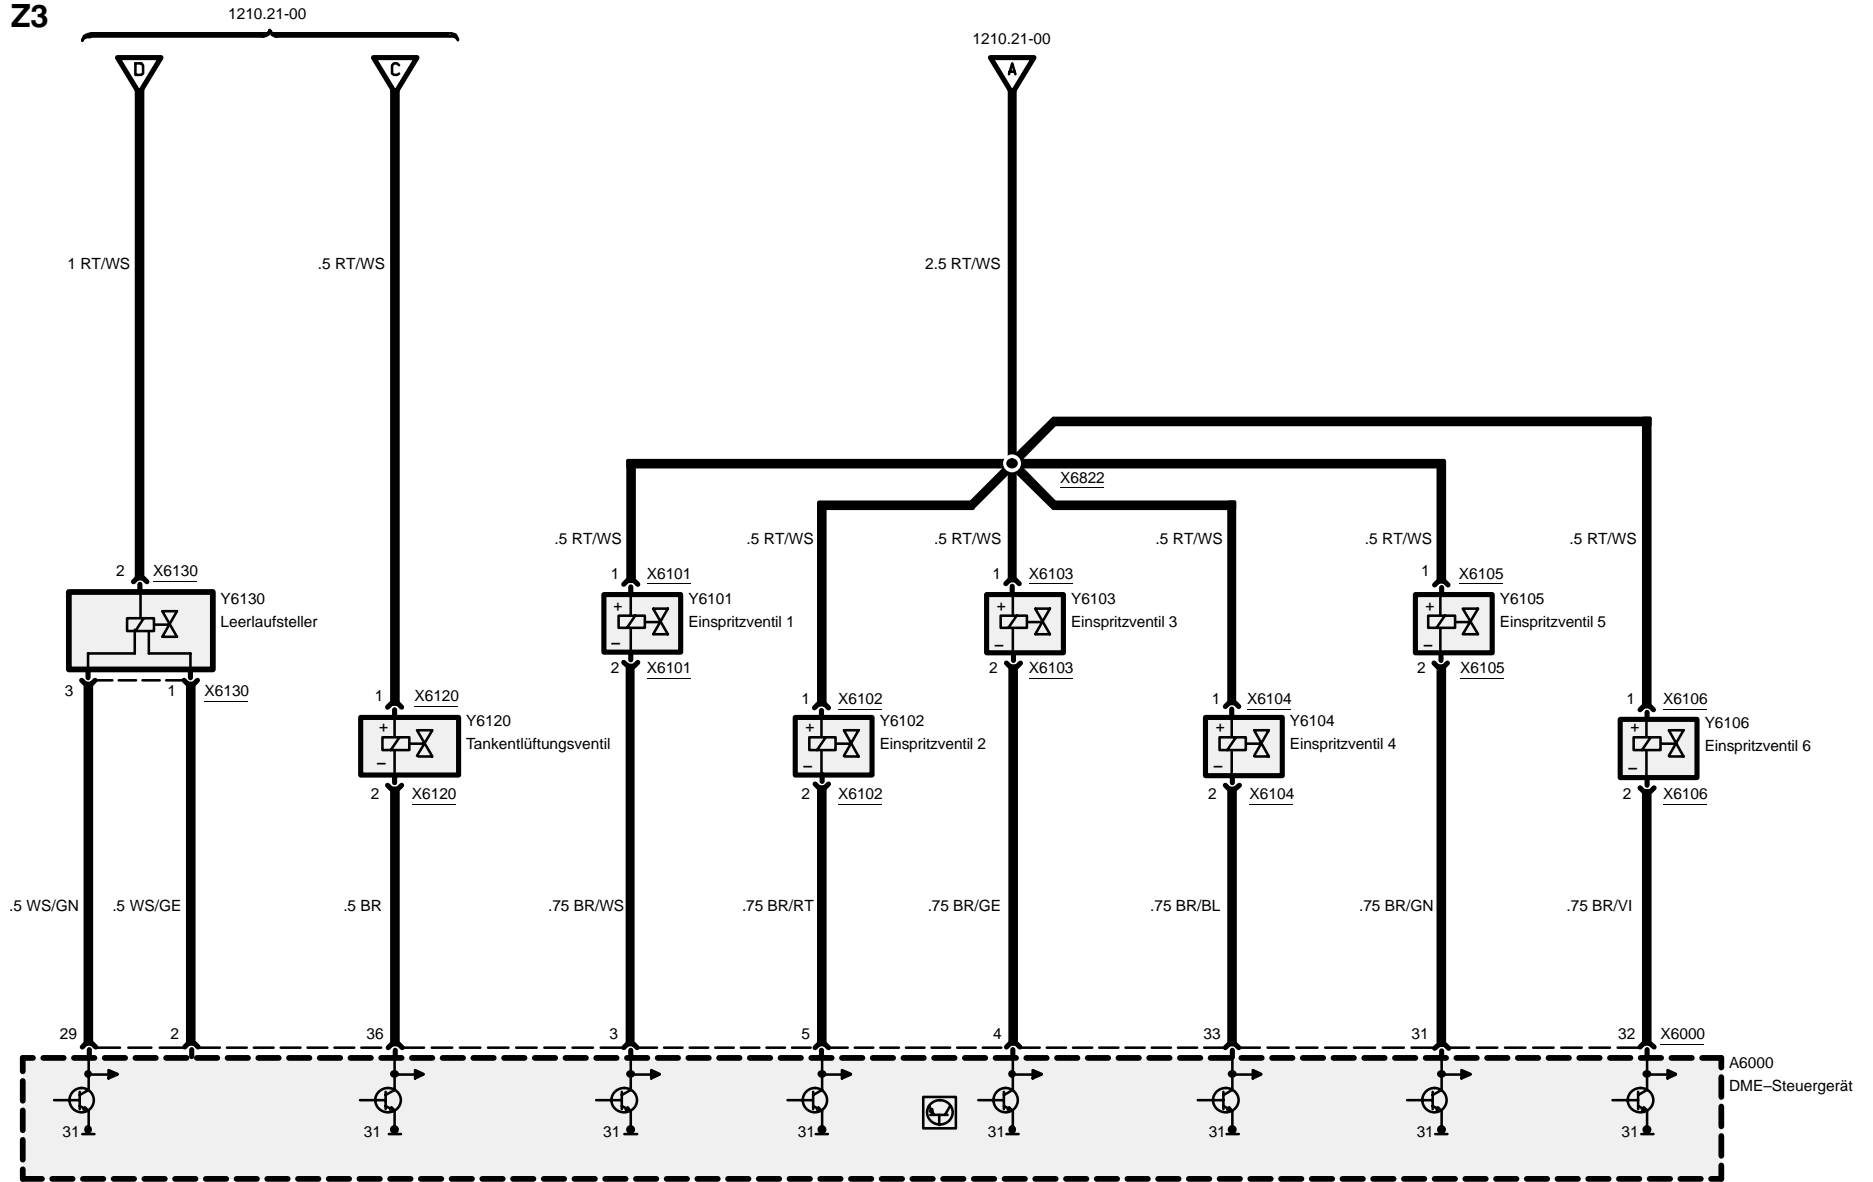 Z3
1210.21-00
1210.21-00
D
C
A
1 RT/WS
.5 RT/WS
2.5 RT/WS
X6822
.5 RT/WS
.5 RT/WS
.5 RT/WS
.5 RT/WS
.5 RT/WS
.5 RT/WS
2 X6130
Y6130
Leerlaufsteller
3
1 X6130
1 X6101
+
Y6101
Einspritzventil 1
–
2 X6101
1 X6103
+
Y6103
Einspritzventil 3
–
2 X6103
1 X6105
+
Y6105
Einspritzventil 5
–
2 X6105
1 X6120
+
Y6120
Tankentlüftungsventil
–
2 X6120
1 X6102
+
Y6102
Einspritzventil 2
–
2 X6102
1 X6104
+
Y6104
Einspritzventil 4
–
2 X6104
1 X6106
+
Y6106
Einspritzventil 6
–
2 X6106
.5 WS/GN
.5 WS/GE
.5 BR
.75 BR/WS
.75 BR/RT
.75 BR/GE
.75 BR/BL
.75 BR/GN
.75 BR/VI
29
2
36
3
5
4
33
31
32
X6000
A6000
DME–Steuergerät
31
31
31
31
31
31
31
31